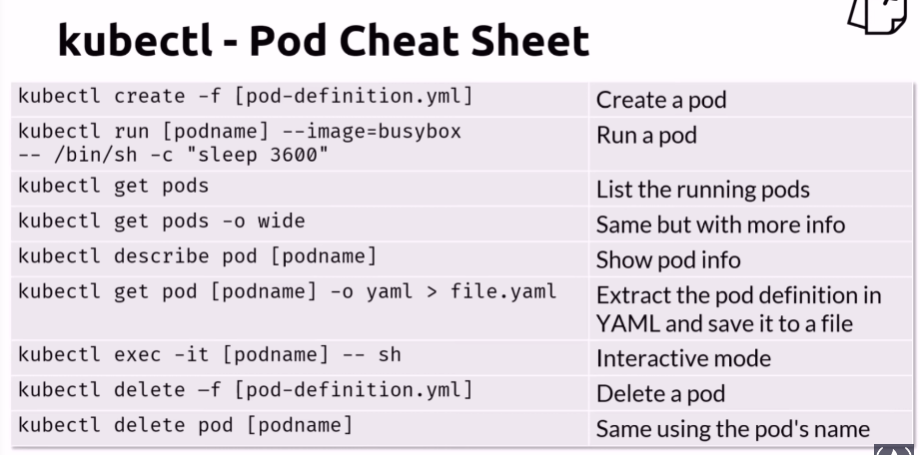 kubectl - Pod Cheat Sheet
kubectl create -f [pod-definition.yml]
Create a pod
kubectl run [podname] --image=busybox
-- /bin/sh -c "sleep 3600"
Run a pod
kubectl get pods
List the running pods
kubectl get pods -o wide
Same but with more info
kubectl describe pod [podname]
Show pod info
kubectl get pod [podname] -o yaml > file.yaml
Extract the pod definition in
YAML and save it to a file
kubectl exec -it [podname] -- sh
Interactive mode
kubectl delete –f [pod-definition.yml]
Delete a pod
kubectl delete pod [podname]
Same using the pod's name